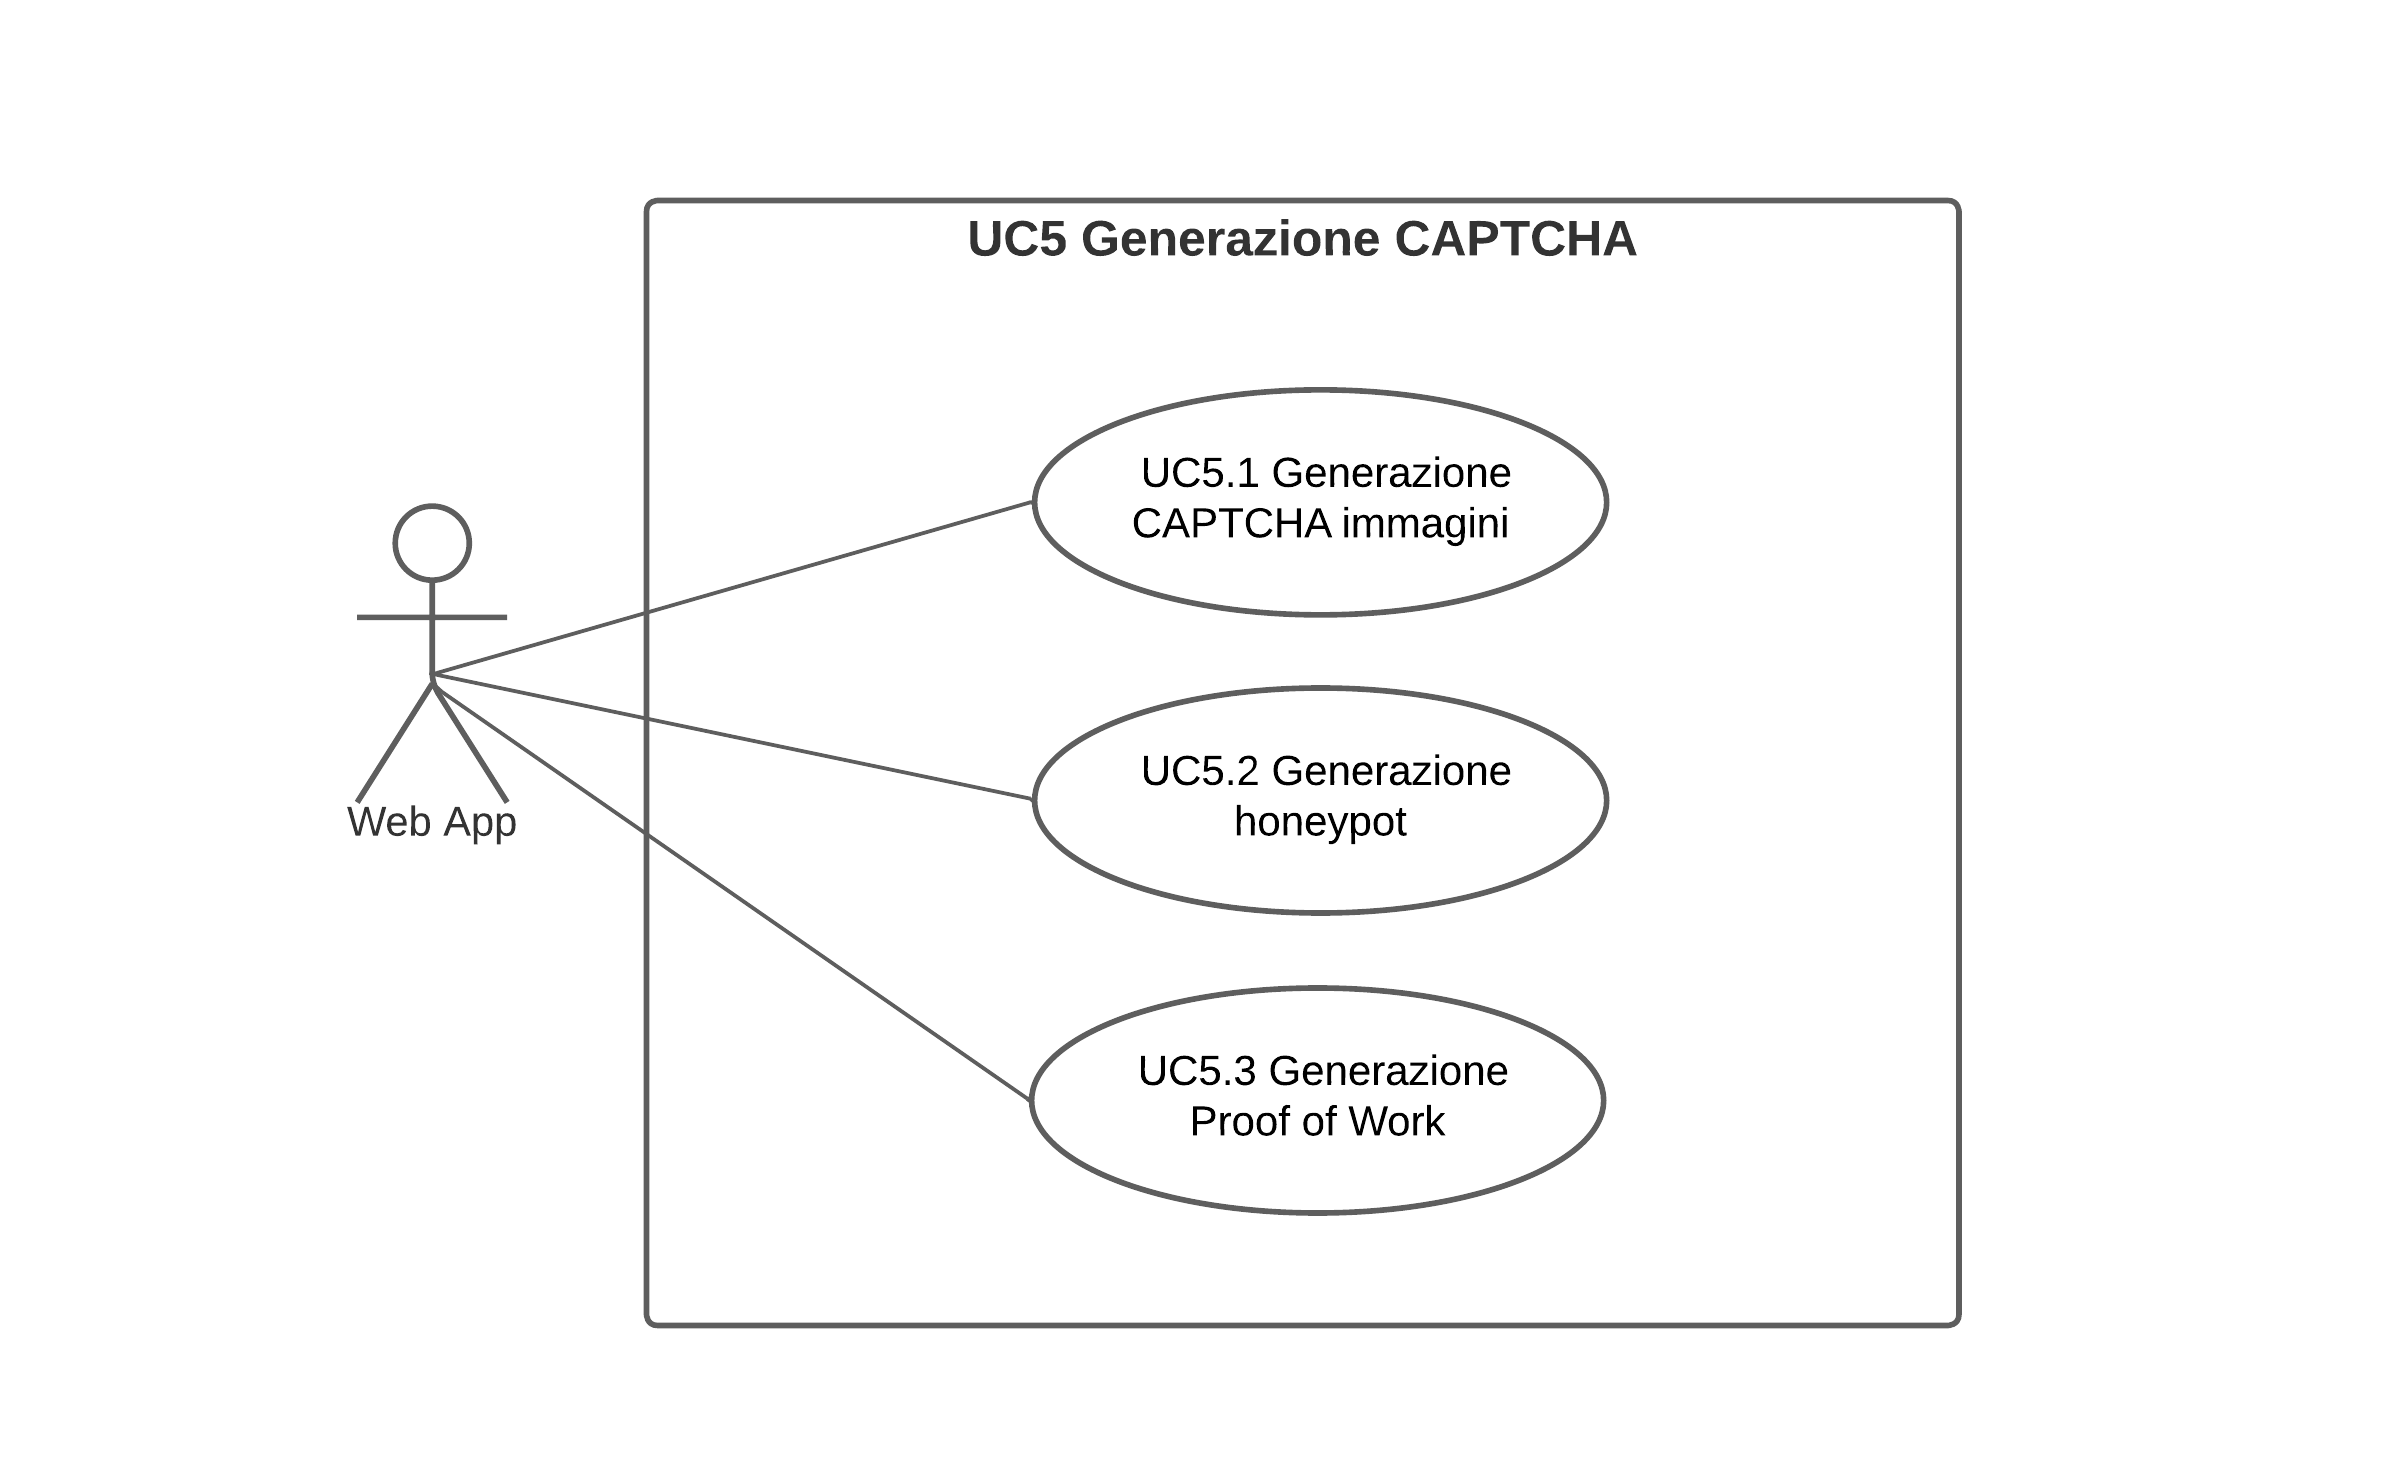 UC5 Generazione CAPTCHA
UC5.1 Generazione
CAPTCHA immagini
Web App
UC5.2 Generazione
honeypot
UC5.3 Generazione
Proof of Work